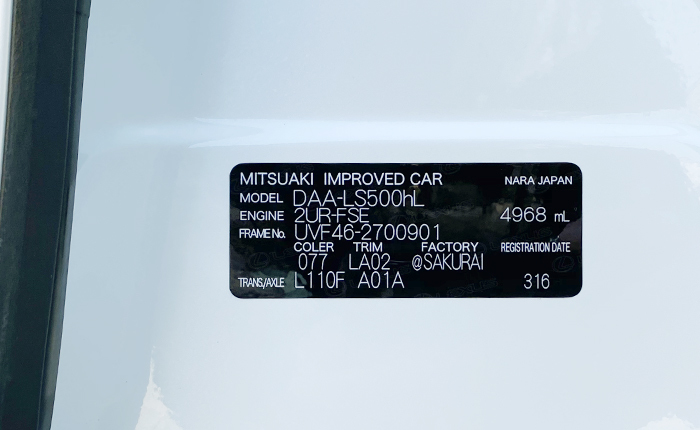 MITSUAKI IMPROVED CAR NARA JAPAN
MODEL DAA-LS500hL
ENGINE 2UR-FSE 4968 mL
FRAME No. UVF46-2700901
COLER TRIM FACTORY REGISTRATION DATE
077 LA02 @SAKURAI
TRANS/AXLE L110F A01A 316